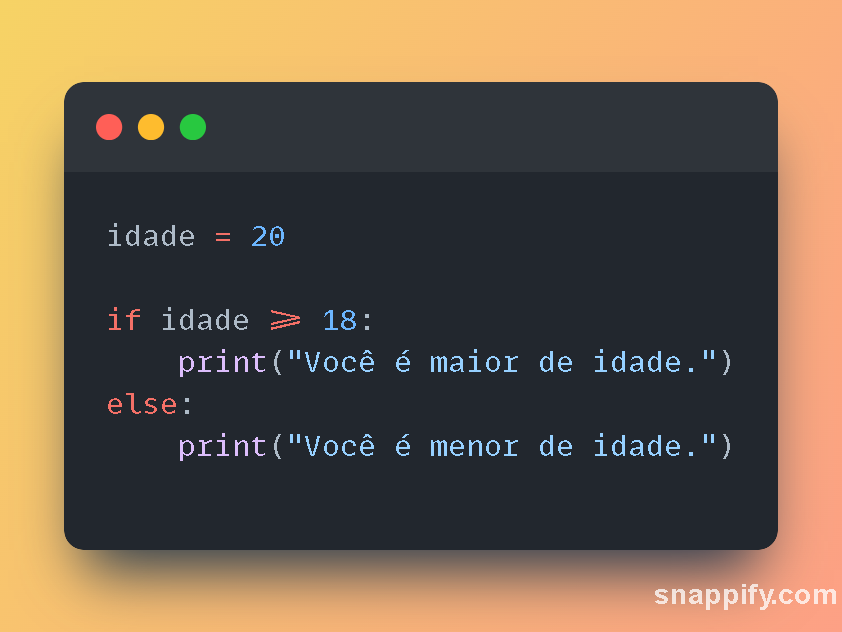 idade = 20
if idade >= 18:
    print("Você é maior de idade.")
else:
    print("Você é menor de idade.")
snappify.com